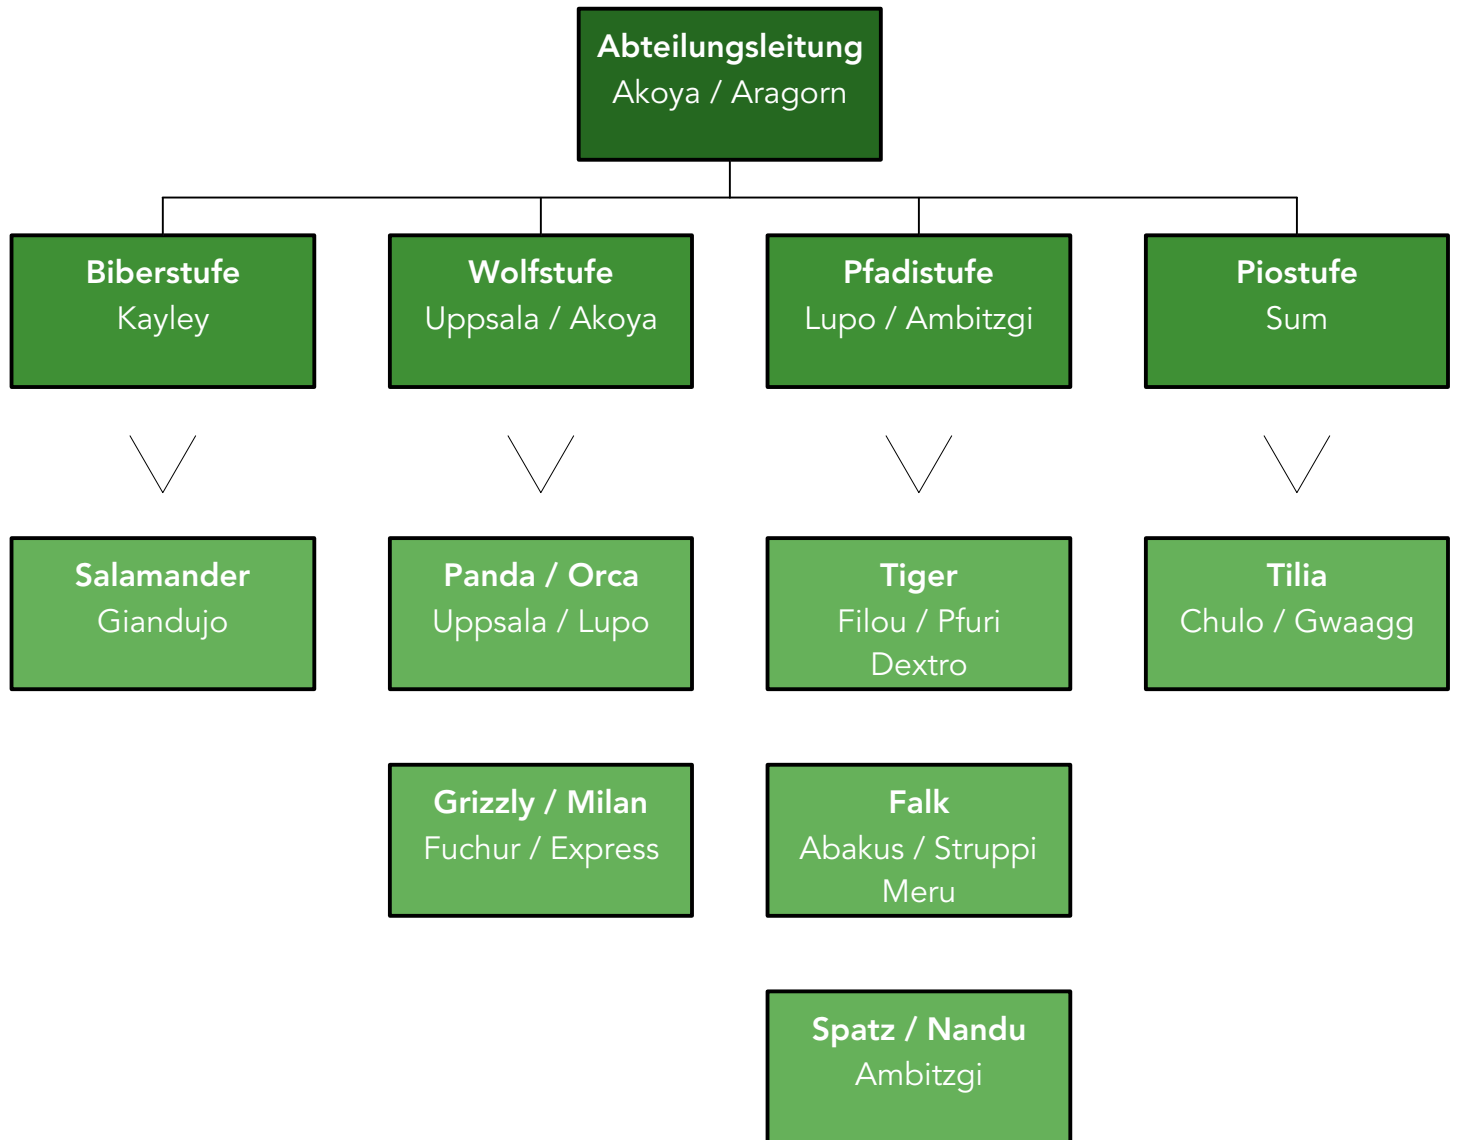 Abteilungsleitung
Akoya / Aragorn
Biberstufe
Kayley
Wolfstufe
Uppsala / Akoya
Pfadistufe
Lupo / Ambitzgi
Piostufe
Sum
Salamander
Giandujo
Panda / Orca
Uppsala / Lupo
Tiger
Filou / Pfuri
Dextro
Tilia
Chulo / Gwaagg
Grizzly / Milan
Fuchur / Express
Falk
Abakus / Struppi
Meru
Spatz / Nandu
Ambitzgi